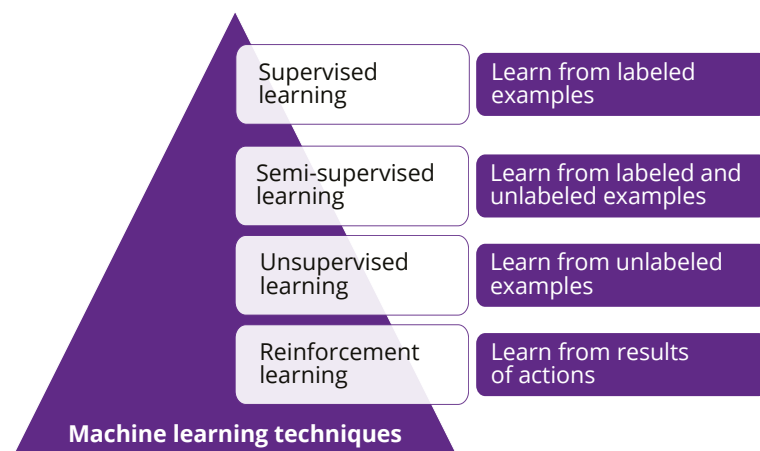 Supervised
learning
Learn from labeled
examples
Semi-supervised
learning
Learn from labeled and
unlabeled examples
Unsupervised
learning
Learn from unlabeled
examples
Reinforcement
learning
Learn from results
of actions
Machine learning techniques